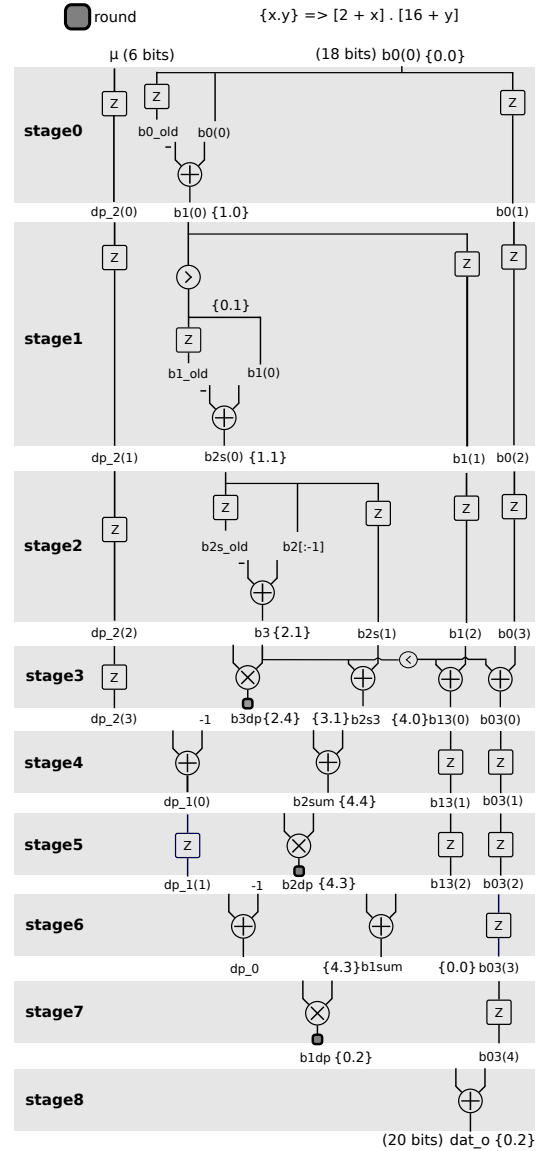 round {x.y} => [2 + x] . [16 + y]
μ (6 bits) (18 bits) b0(0) {0.0}
Z Z Z
stage0 b0_old b0(0)
–
dp_2(0) b1(0) {1.0} b0(1)
Z Z Z
>
{0.1}
stage1 Z
b1_old b1(0)
–
dp_2(1) b2s(0) {1.1} b1(1) b0(2)
Z Z Z Z Z
stage2 b2s_old b2[:-1]
–
dp_2(2) b3 {2.1} b2s(1) b1(2) b0(3)
<
stage3 Z
dp_2(3) -1 b3dp{2.4} {3.1} b2s3 {4.0} b13(0) b03(0)
stage4 Z Z
dp_1(0) b2sum {4.4} b13(1) b03(1)
stage5 Z Z Z
dp_1(1) -1 b2dp {4.3} b13(2) b03(2)
stage6 Z
dp_0 {4.3} b1sum {0.0} b03(3)
stage7 Z
b1dp {0.2} b03(4)
stage8
(20 bits) dat_o {0.2}